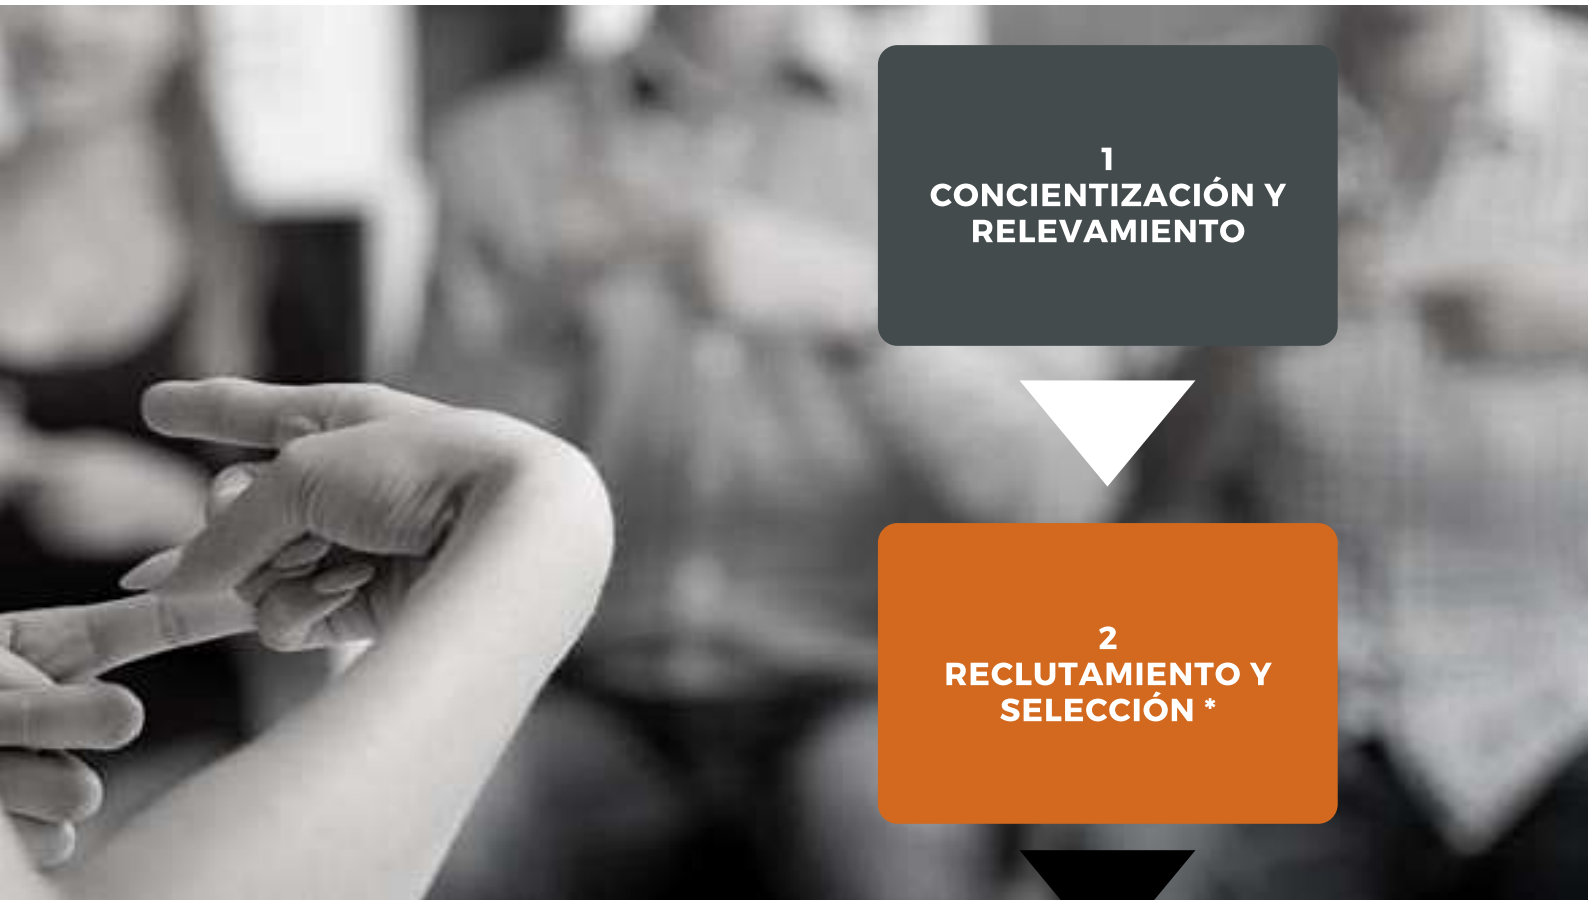 1
CONCIENTIZACIÓN Y
RELEVAMIENTO
2
RECLUTAMIENTO Y
SELECCIÓN *